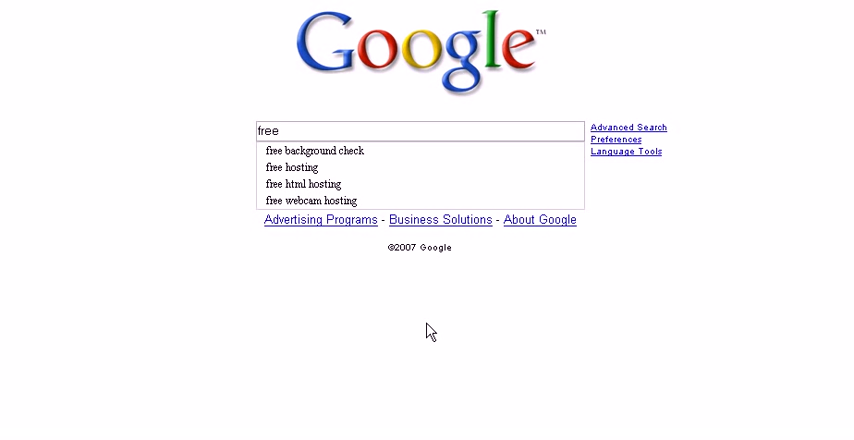 Google™
free
Advanced Search
Preferences
Language Tools
free background check
free hosting
free html hosting
free webcam hosting
Advertising Programs - Business Solutions - About Google
©2007 Google